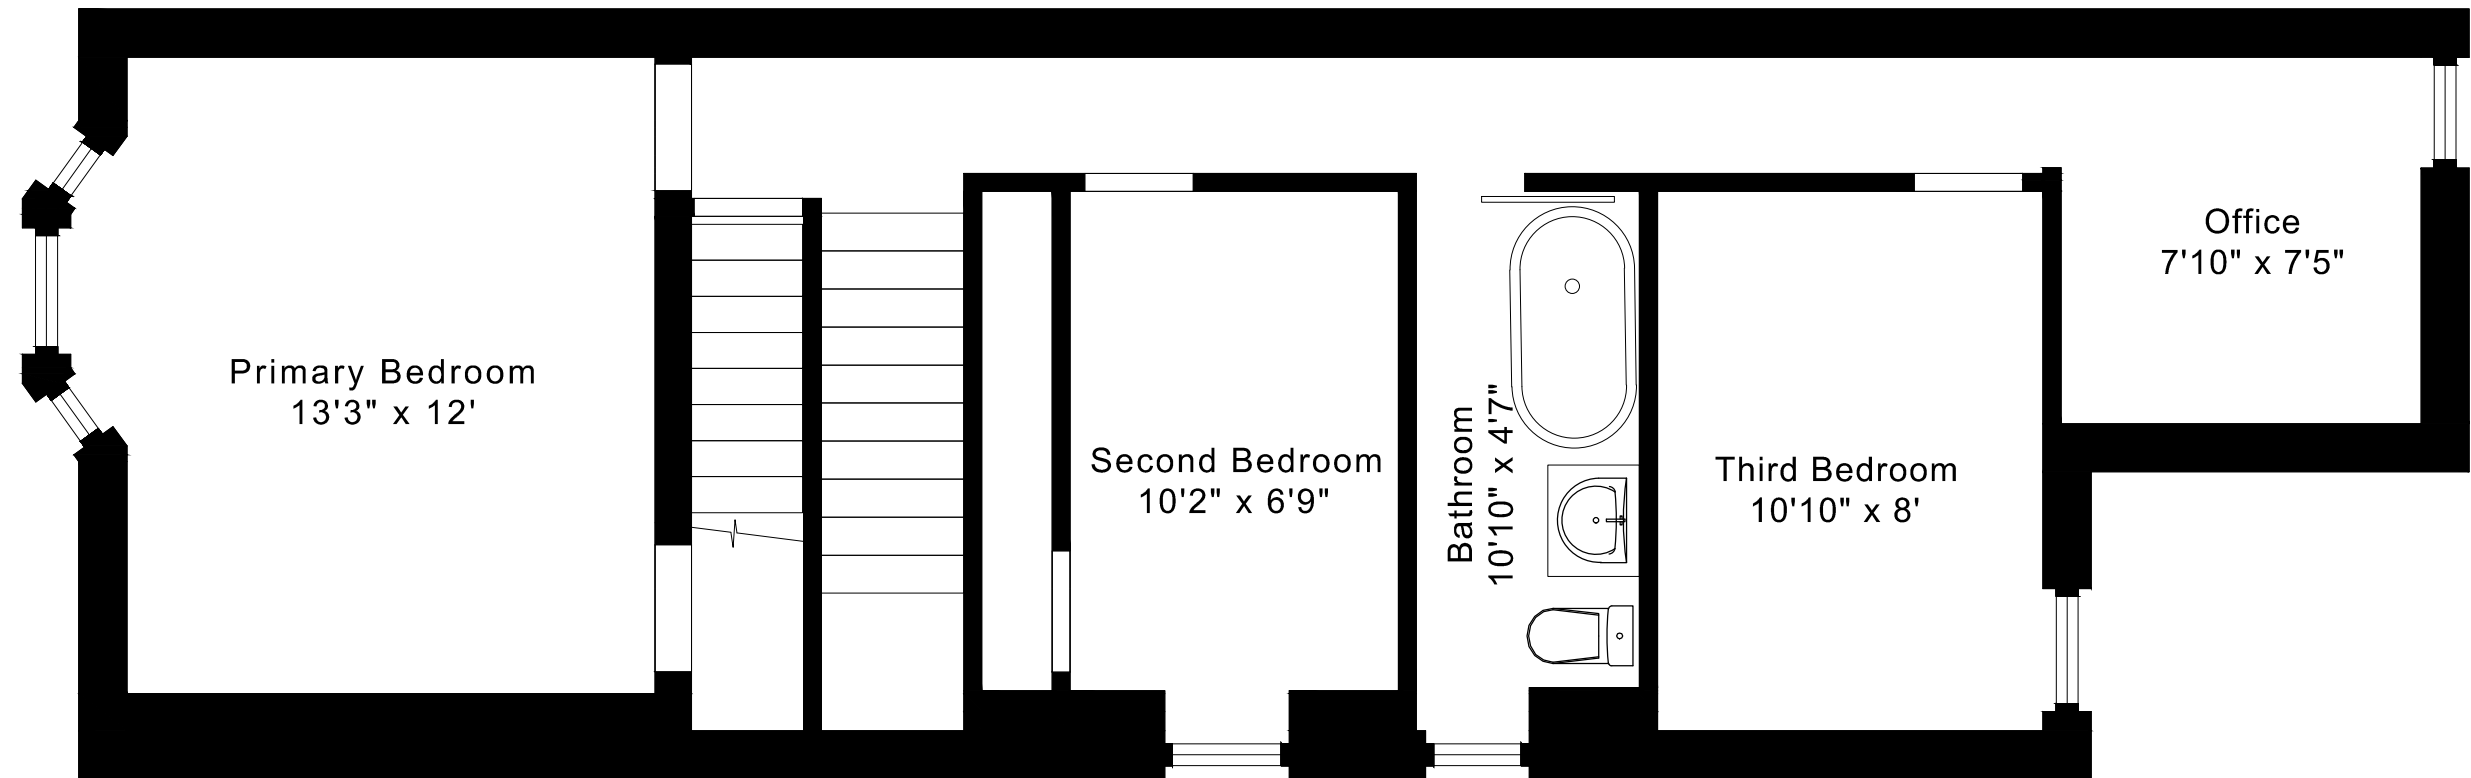 Primary Bedroom
13'3" x 12'
Second Bedroom
10'2" x 6'9"
Bathroom
10'10" x 4'7"
Third Bedroom
10'10" x 8'
Office
7'10" x 7'5"